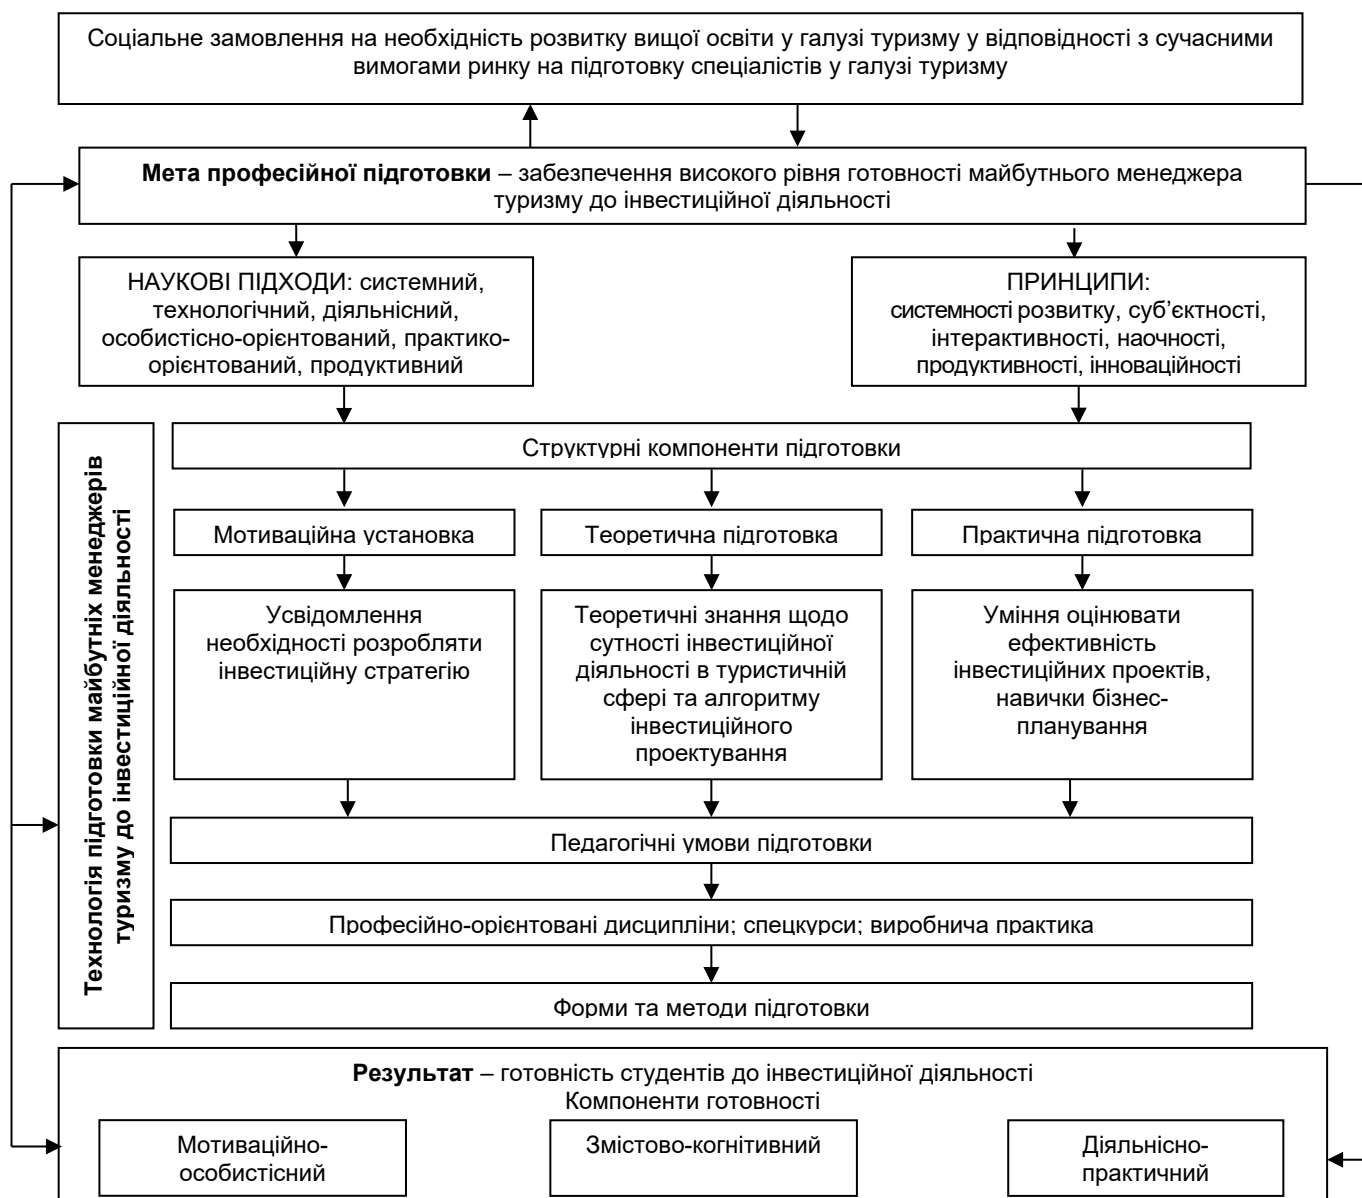 Соціальне замовлення на необхідність розвитку вищої освіти у галузі туризму у відповідності з сучасними
вимогами ринку на підготовку спеціалістів у галузі туризму
Мета професійної підготовки – забезпечення високого рівня готовності майбутнього менеджера
туризму до інвестиційної діяльності
НАУКОВІ ПІДХОДИ: системний,
технологічний, діяльнісний,
особистісно-орієнтований, практико-
орієнтований, продуктивний
ПРИНЦИПИ:
системності розвитку, суб’єктності,
інтерактивності, наочності,
продуктивності, інноваційності
Технологія підготовки майбутніх менеджерів
туризму до інвестиційної діяльності
Структурні компоненти підготовки
Мотиваційна установка
Теоретична підготовка
Практична підготовка
Усвідомлення
необхідності розробляти
інвестиційну стратегію
Теоретичні знання щодо
сутності інвестиційної
діяльності в туристичній
сфері та алгоритму
інвестиційного
проектування
Уміння оцінювати
ефективність
інвестиційних проектів,
навички бізнес-
планування
Педагогічні умови підготовки
Професійно-орієнтовані дисципліни; спецкурси; виробнича практика
Форми та методи підготовки
Результат – готовність студентів до інвестиційної діяльності
Компоненти готовності
Мотиваційно-
особистісний
Змістово-когнітивний
Діяльнісно-
практичний